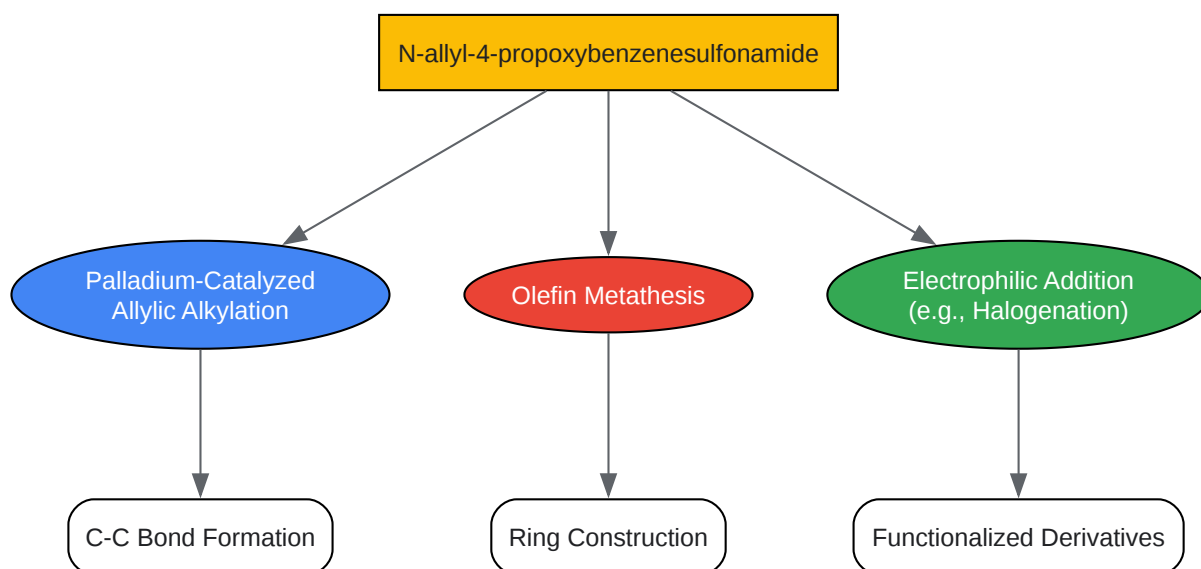 N-allyl-4-propoxybenzenesulfonamide
Palladium-Catalyzed
Allylic Alkylation
Olefin Metathesis
Electrophilic Addition
(e.g., Halogenation)
C-C Bond Formation
Ring Construction
Functionalized Derivatives